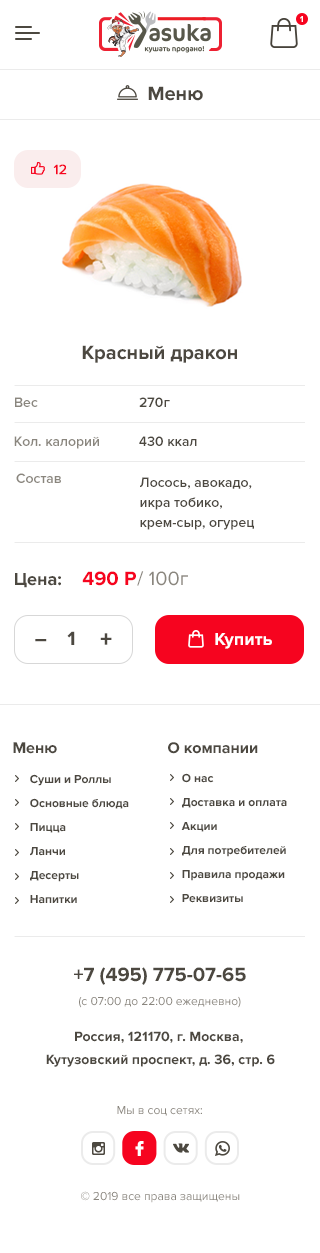 Yasuka
кушать продано!
1
Меню
12
Красный дракон
Вес 270г
Кол. калорий 430 ккал
Состав Лосось, авокадо,
икра тобико,
крем-сыр, огурец
Цена: 490 Р/ 100г
– 1 +
Купить
Меню
Суши и Роллы
Основные блюда
Пицца
Ланчи
Десерты
Напитки
О компании
О нас
Доставка и оплата
Акции
Для потребителей
Правила продажи
Реквизиты
+7 (495) 775-07-65
(с 07:00 до 22:00 ежедневно)
Россия, 121170, г. Москва,
Кутузовский проспект, д. 36, стр. 6
Мы в соц сетях:
© 2019 все права защищены